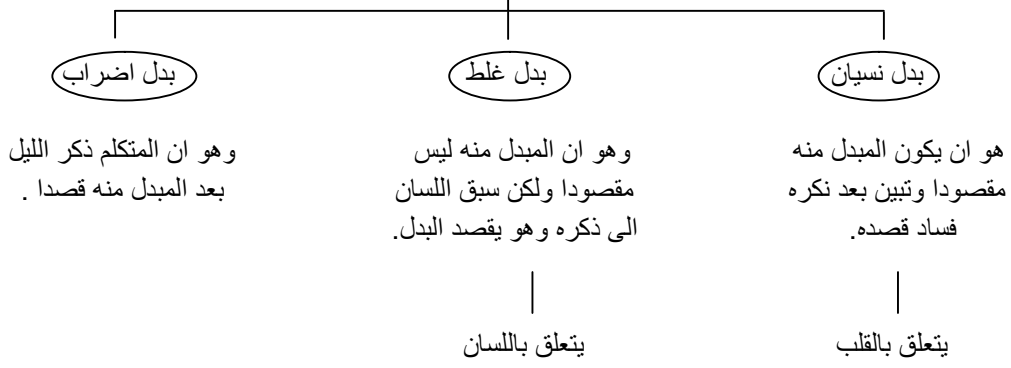 بدل نسيان
هو ان يكون المبدل منه
مقصودا وتبين بعد نكره
فساد قصده.
يتعلق بالقلب
بدل غلط
وهو ان المبدل منه ليس
مقصودا ولكن سبق اللسان
الى ذكره وهو يقصد البدل.
يتعلق باللسان
بدل اضراب
وهو ان المتكلم ذكر الليل
بعد المبدل منه قصدا .